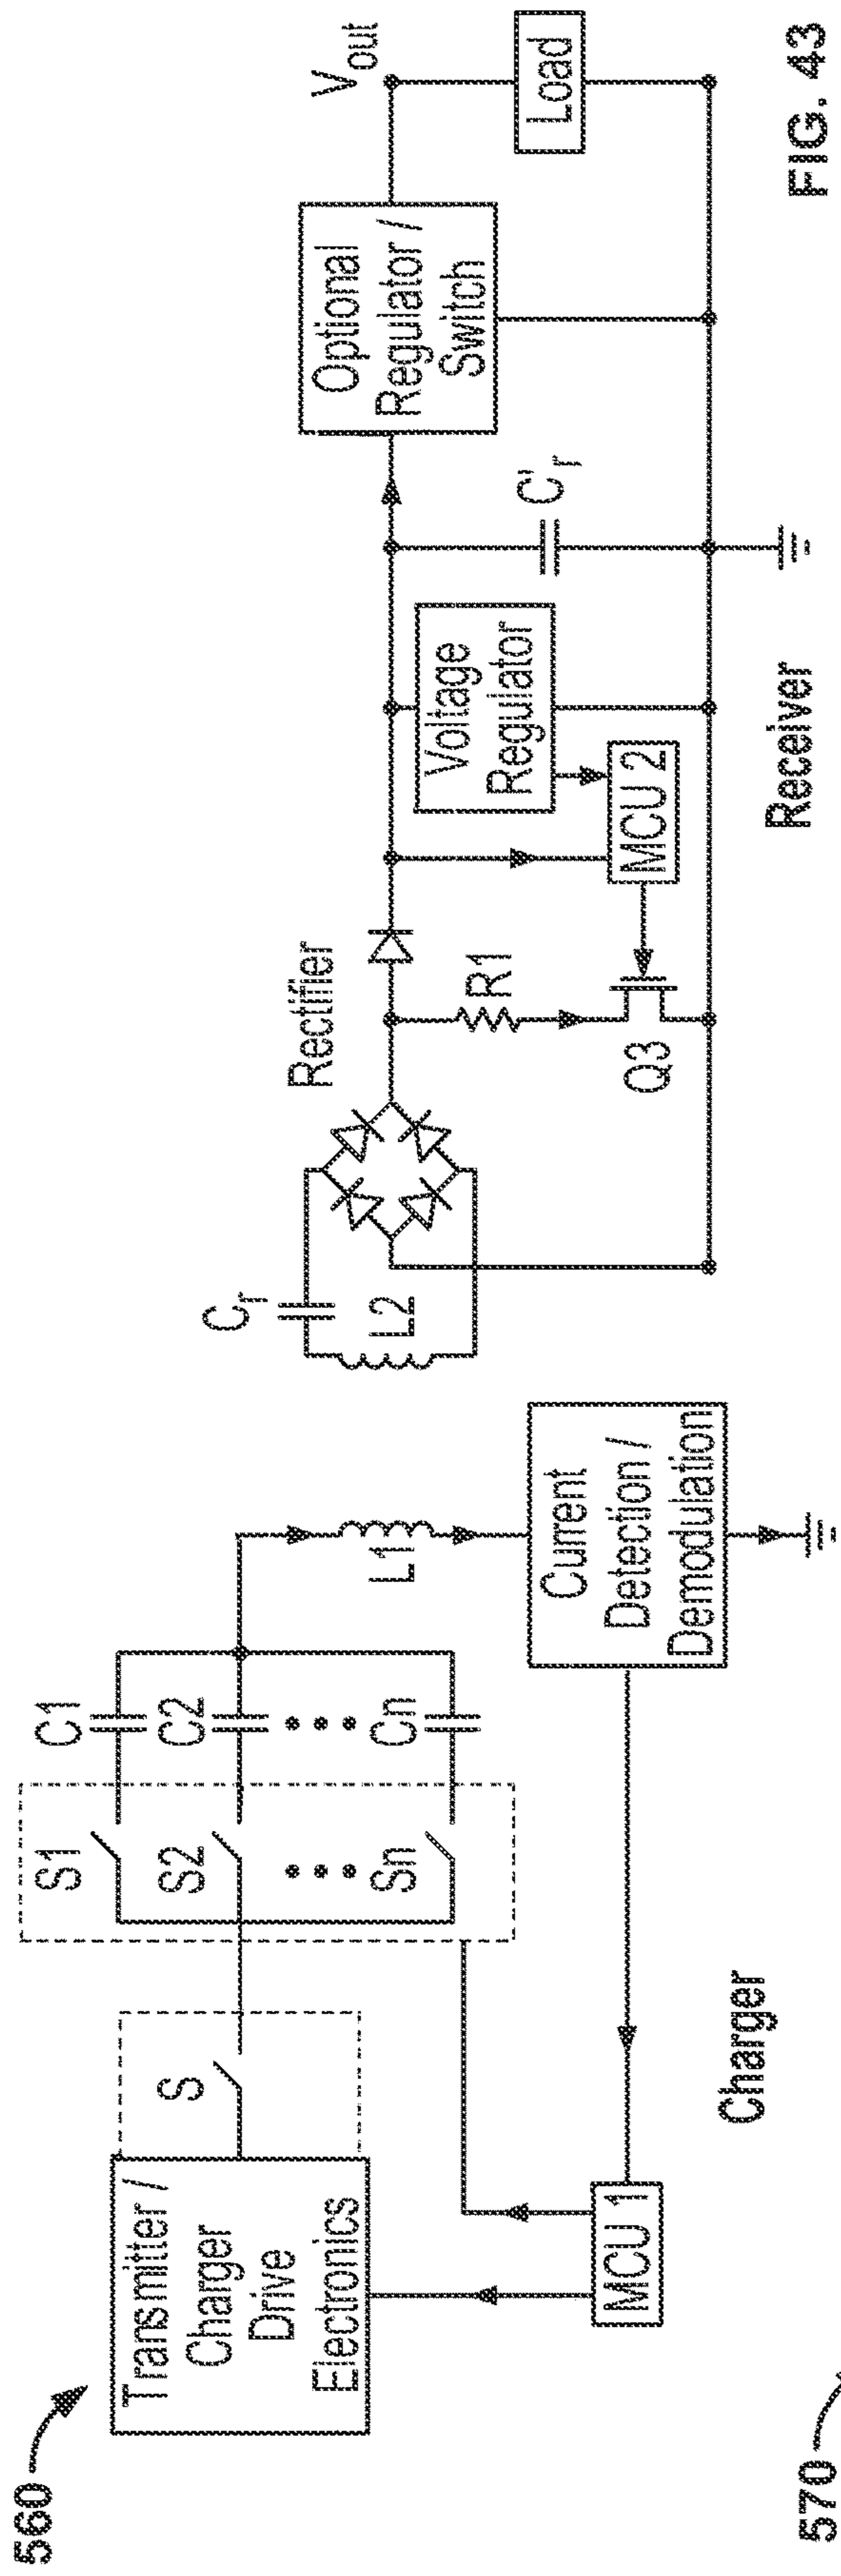 560
Transmitter /
Charger
Drive
Electronics
S
S1
S2
Sn
C1
C2
Cn
L1
Current
Detection /
Demodulation
MCU 1
Charger
Cr
L2
Rectifier
R1
Q3
MCU 2
Voltage
Regulator
C'r
Optional
Regulator /
Switch
Vout
Load
Receiver
FIG. 43
570